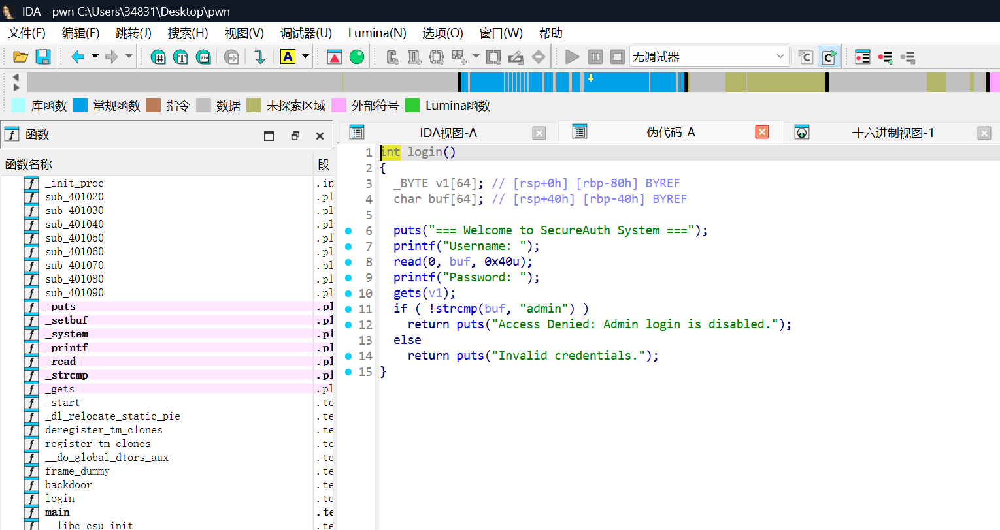 IDA - pwn C:\Users\34831\Desktop\pwn
文件(F) 编辑(E) 跳转(J) 搜索(H) 视图(V) 调试器(U) Lumina(N) 选项(O) 窗口(W) 帮助
无调试器
库函数 常规函数 指令 数据 未探索区域 外部符号 Lumina函数
函数
函数名称 段
_init_proc .in
sub_401020 .pl
sub_401030 .pl
sub_401040 .pl
sub_401050 .pl
sub_401060 .pl
sub_401070 .pl
sub_401080 .pl
sub_401090 .pl
_puts .pl
_setbuf .pl
_system .pl
_printf .pl
_read .pl
_strcmp .pl
_gets .pl
_start .te
_dl_relocate_static_pie .te
deregister_tm_clones .te
register_tm_clones .te
__do_global_dtors_aux .te
frame_dummy .te
backdoor .te
login .te
main .te
__libc_csu_init .te
IDA视图-A 伪代码-A 十六进制视图-1
1 int login()
2 {
3 _BYTE v1[64]; // [rsp+0h] [rbp-80h] BYREF
4 char buf[64]; // [rsp+40h] [rbp-40h] BYREF
5
6 puts("=== Welcome to SecureAuth System ===");
7 printf("Username: ");
8 read(0, buf, 0x40u);
9 printf("Password: ");
10 gets(v1);
11 if ( !strcmp(buf, "admin") )
12 return puts("Access Denied: Admin login is disabled.");
13 else
14 return puts("Invalid credentials.");
15 }